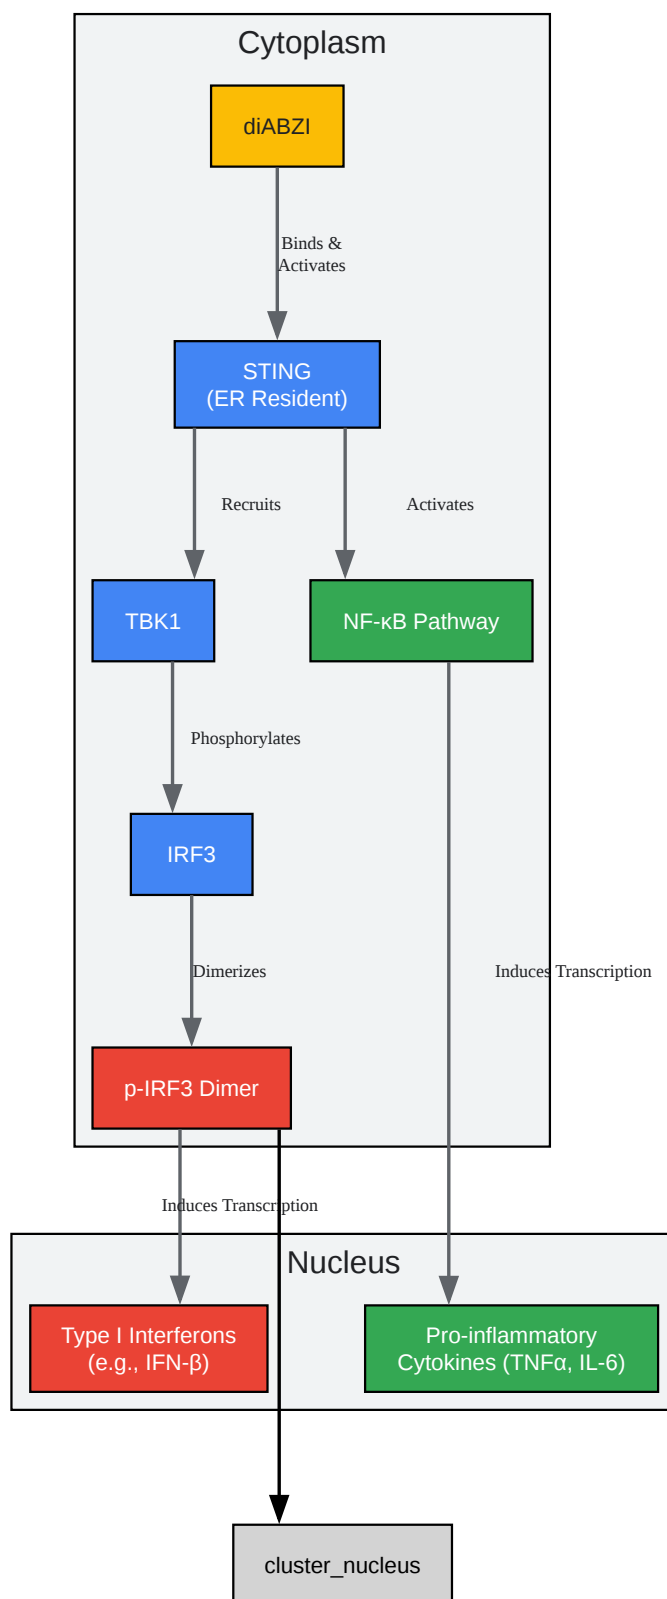 Cytoplasm
diABZI
Binds &
Activates
STING
(ER Resident)
Recruits
Activates
TBK1
NF-κB Pathway
Phosphorylates
IRF3
Dimerizes
Induces Transcription
p-IRF3 Dimer
Induces Transcription
Nucleus
Type I Interferons
(e.g., IFN-β)
Pro-inflammatory
Cytokines (TNFα, IL-6)
cluster_nucleus